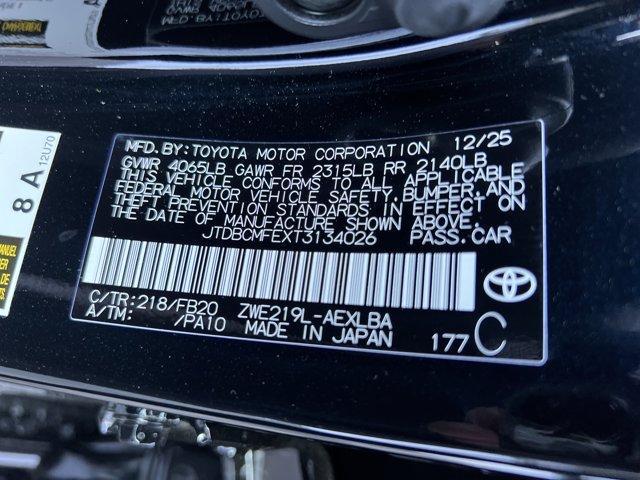 MFD.BY:TOYOTA MOTOR CORPORATION 12/25
GVWR 4065LB GAWR FR 2315LB RR 2140LB
THIS VEHICLE CONFORMS TO ALL APPLICABLE
FEDERAL MOTOR VEHICLE SAFETY,BUMPER,AND
THEFT PREVENTION STANDARDS IN EFFECT ON
THE DATE OF MANUFACTURE SHOWN ABOVE.
JTDBCMFEXT3134026 PASS.CAR
C/TR:218/FB20 ZWE219L-AEXLBA
A/TM: /PA10 MADE IN JAPAN 177 C
8 A
12U70